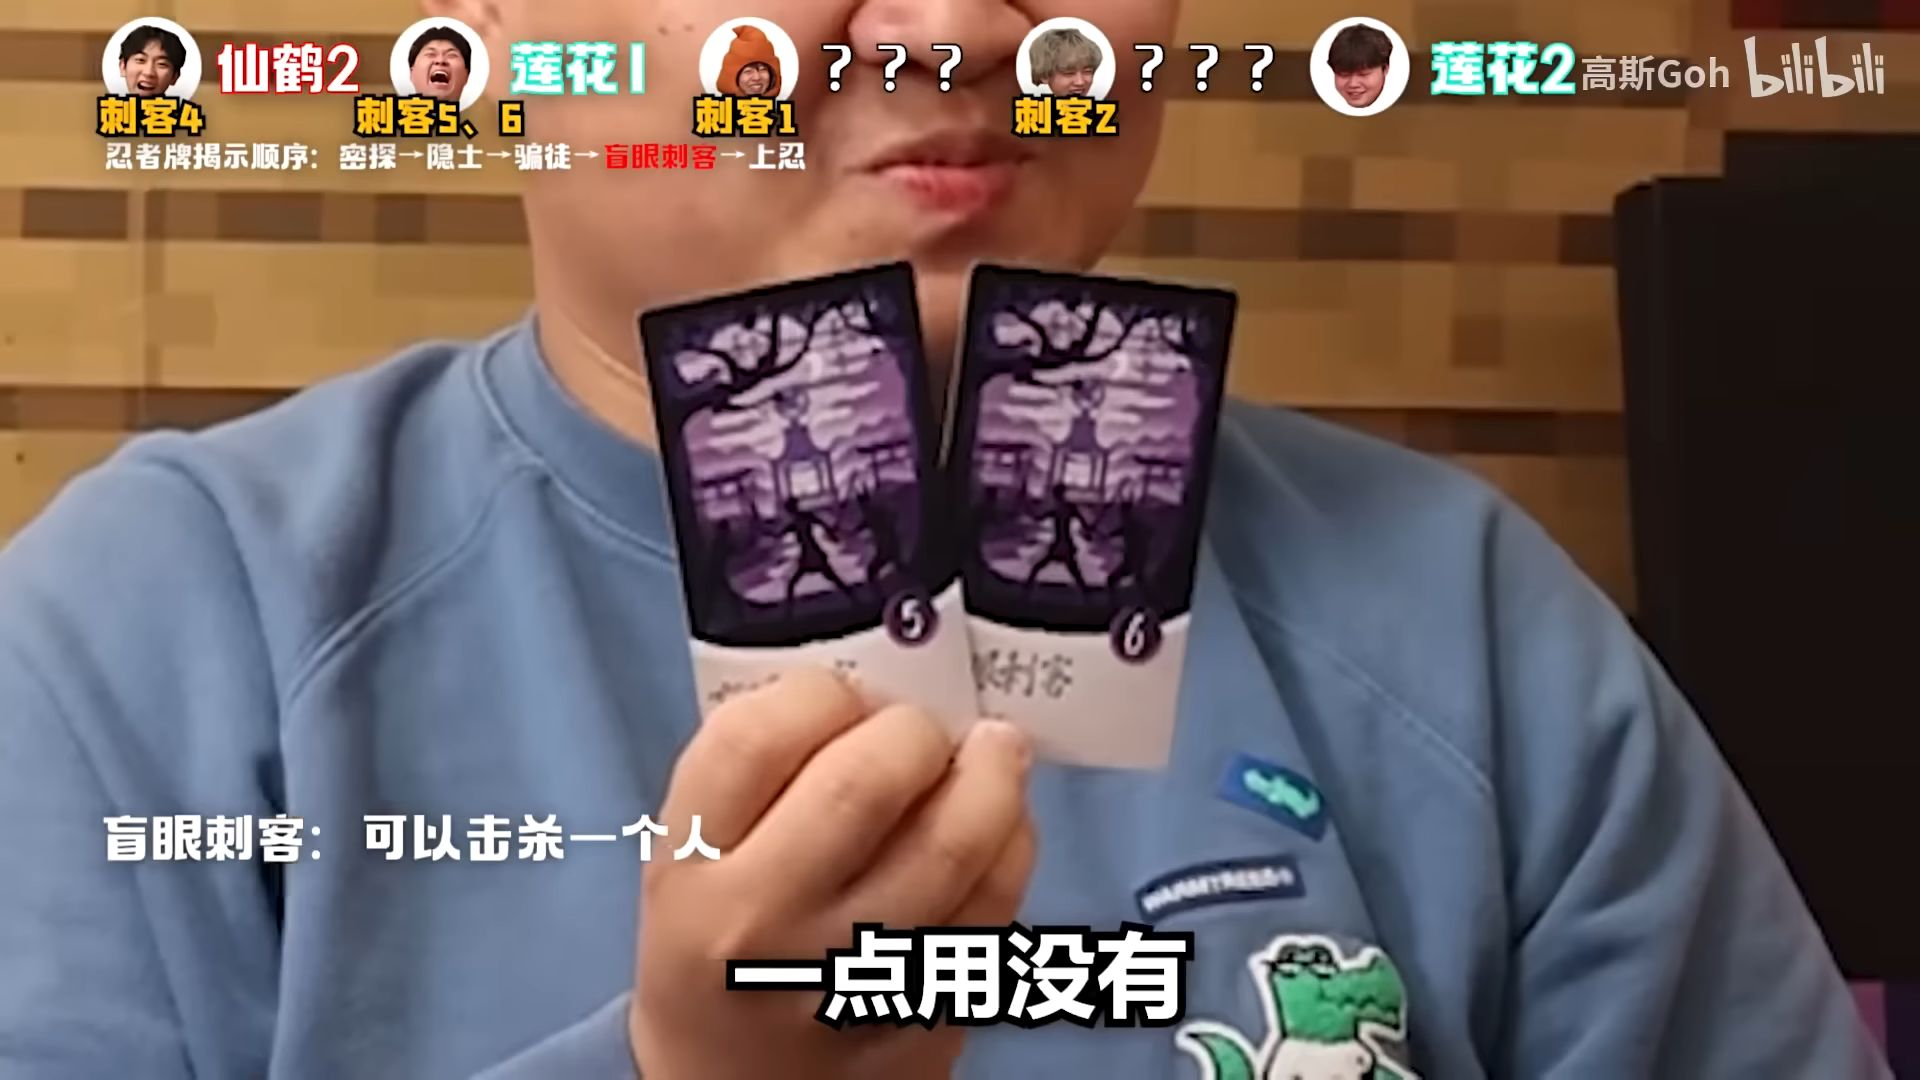 仙鹤2 莲花1 ??? ??? 莲花2 高斯Goh bilibili
刺客4 刺客5、6 刺客1 刺客2
忍者牌揭示顺序：密探→隐士→骗徒→盲眼刺客→上忍
5
6
眼刺客
盲眼刺客：可以击杀一个人
一点用没有